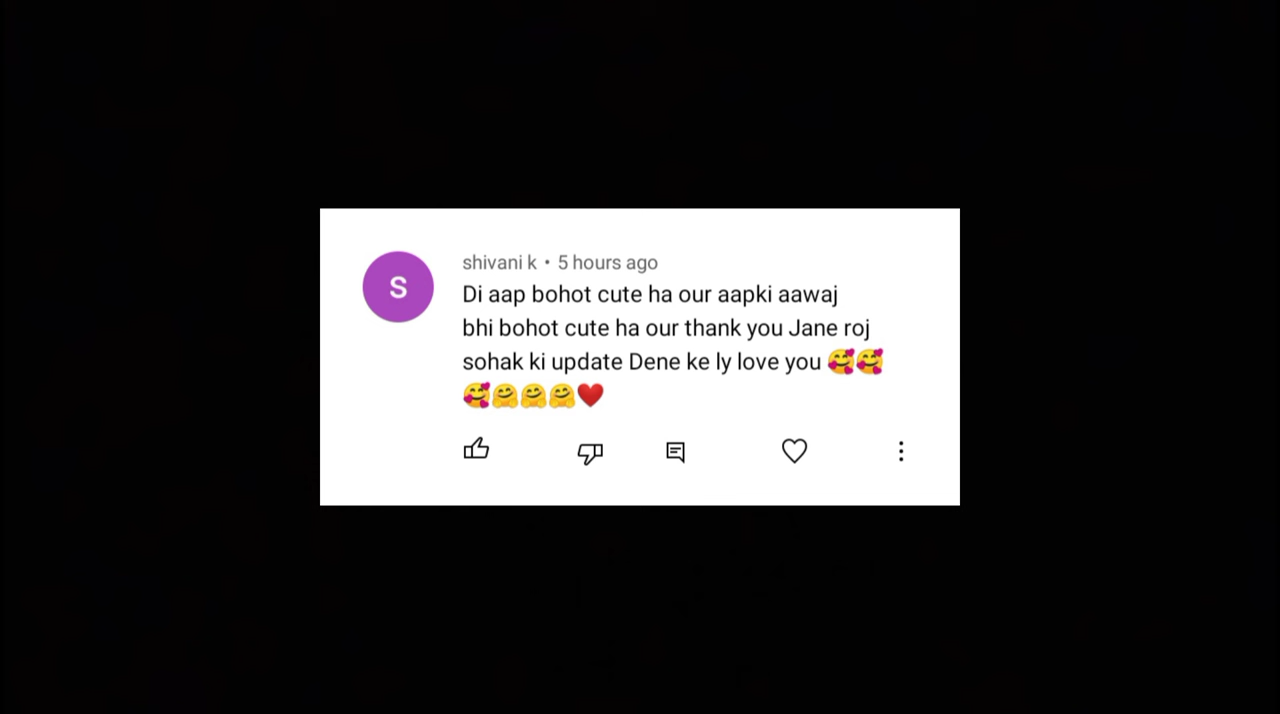 S
shivani k • 5 hours ago
Di aap bohot cute ha our aapki aawaj
bhi bohot cute ha our thank you Jane roj
sohak ki update Dene ke ly love you 🥰🥰
🥰🤗🤗🤗❤️